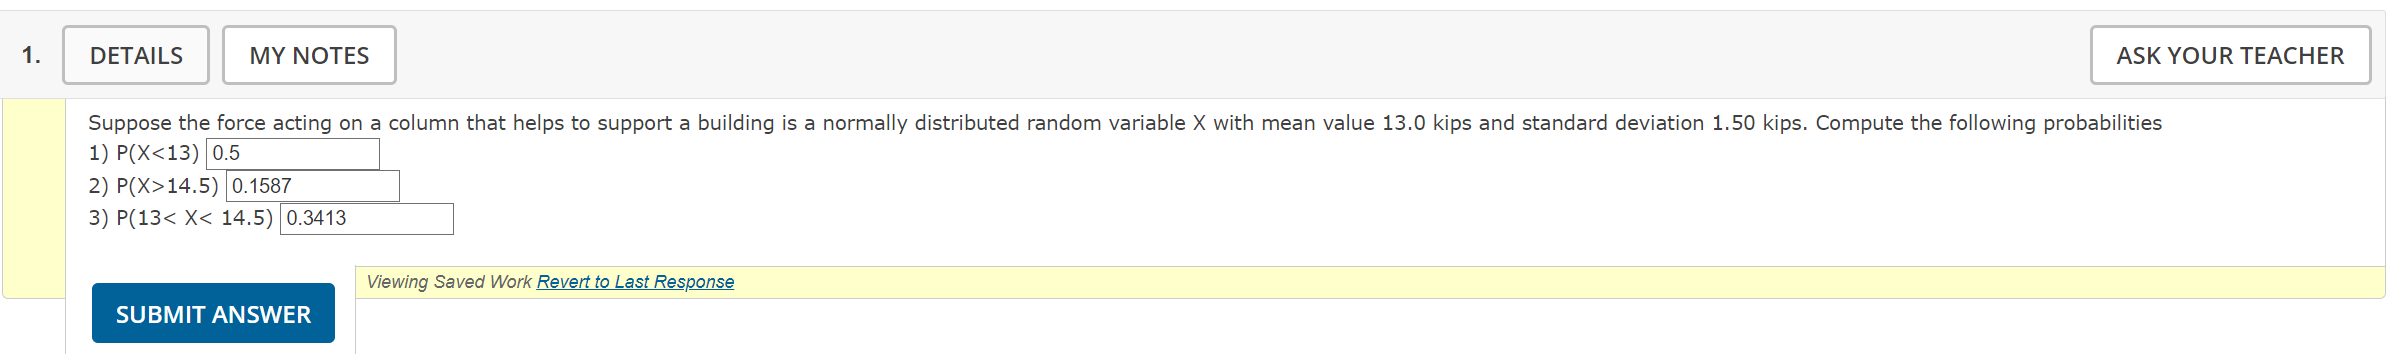 1. DETAILS MY NOTES ASK YOUR TEACHER
Suppose the force acting on a column that helps to support a building is a normally distributed random variable X with mean value 13.0 kips and standard deviation 1.50 kips. Compute the following probabilities
1) P(X<13) 0.5
2) P(X>14.5) 0.1587
3) P(13< X< 14.5) 0.3413
Viewing Saved Work Revert to Last Response
SUBMIT ANSWER